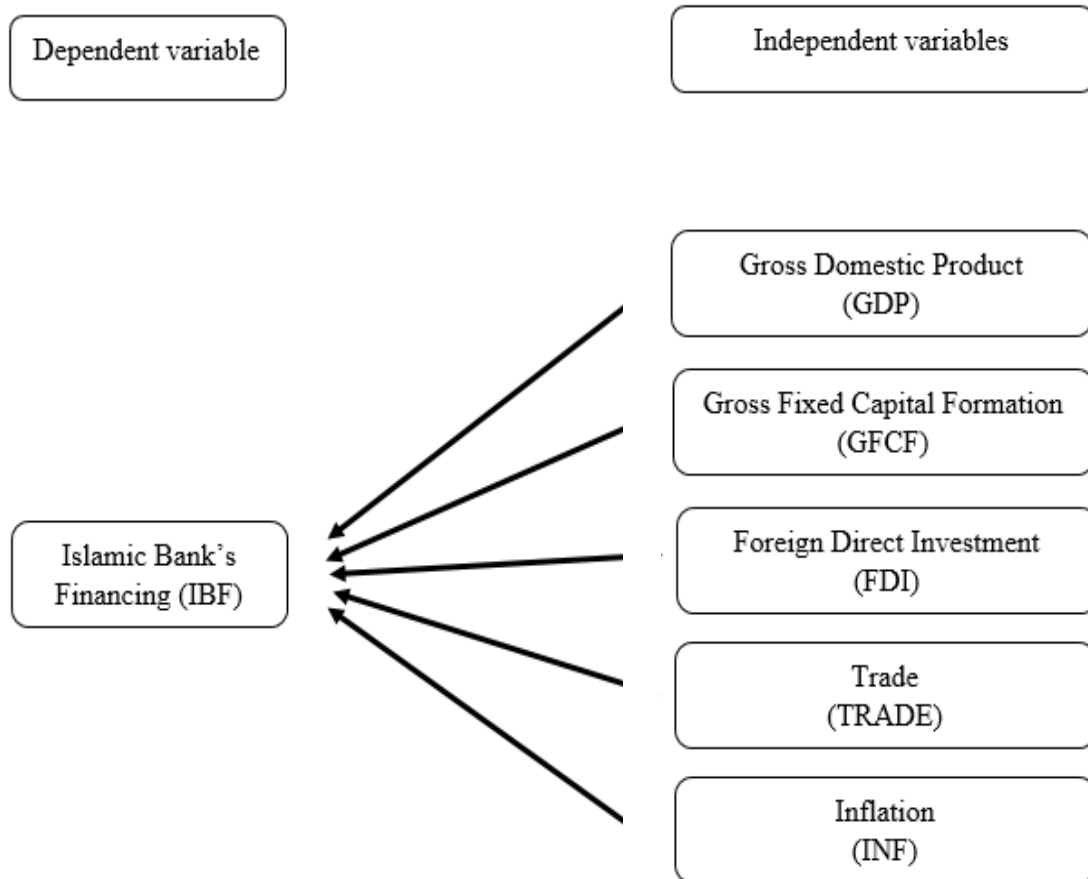 Dependent variable
Independent variables
Gross Domestic Product
(GDP)
Gross Fixed Capital Formation
(GFCF)
Foreign Direct Investment
(FDI)
Islamic Bank’s
Financing (IBF)
Trade
(TRADE)
Inflation
(INF)